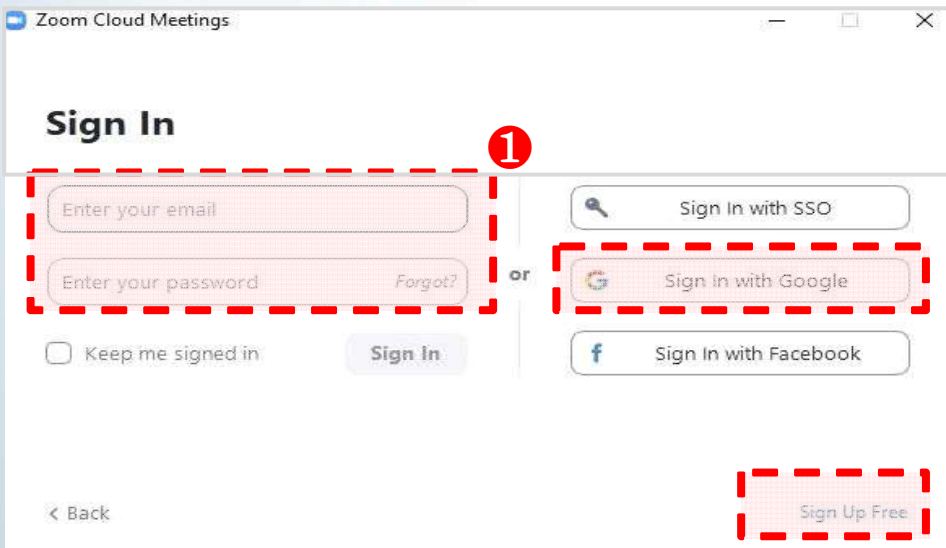 Zoom Cloud Meetings
Sign In
1
Enter your email
Enter your password Forgot?
Keep me signed in Sign In
or
Sign In with SSO
G Sign In with Google
f Sign In with Facebook
< Back
Sign Up Free